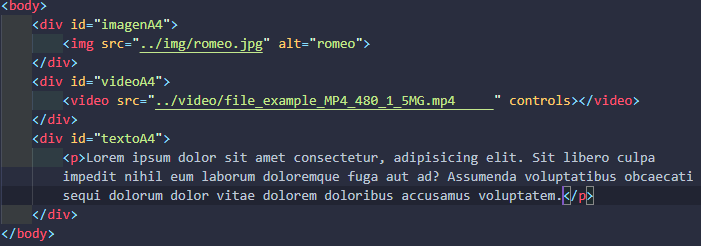 <body>
<div id="imagenA4">
<img src="../img/romeo.jpg" alt="romeo">
</div>
<div id="videoA4">
<video src="../video/file_example_MP4_480_1_5MG.mp4     " controls></video>
</div>
<div id="textoA4">
<p>Lorem ipsum dolor sit amet consectetur, adipisicing elit. Sit libero culpa
impedit nihil eum laborum doloremque fuga aut ad? Assumenda voluptatibus obcaecati
sequi dolorum dolor vitae dolorem doloribus accusamus voluptatem.</p>
</div>
</body>